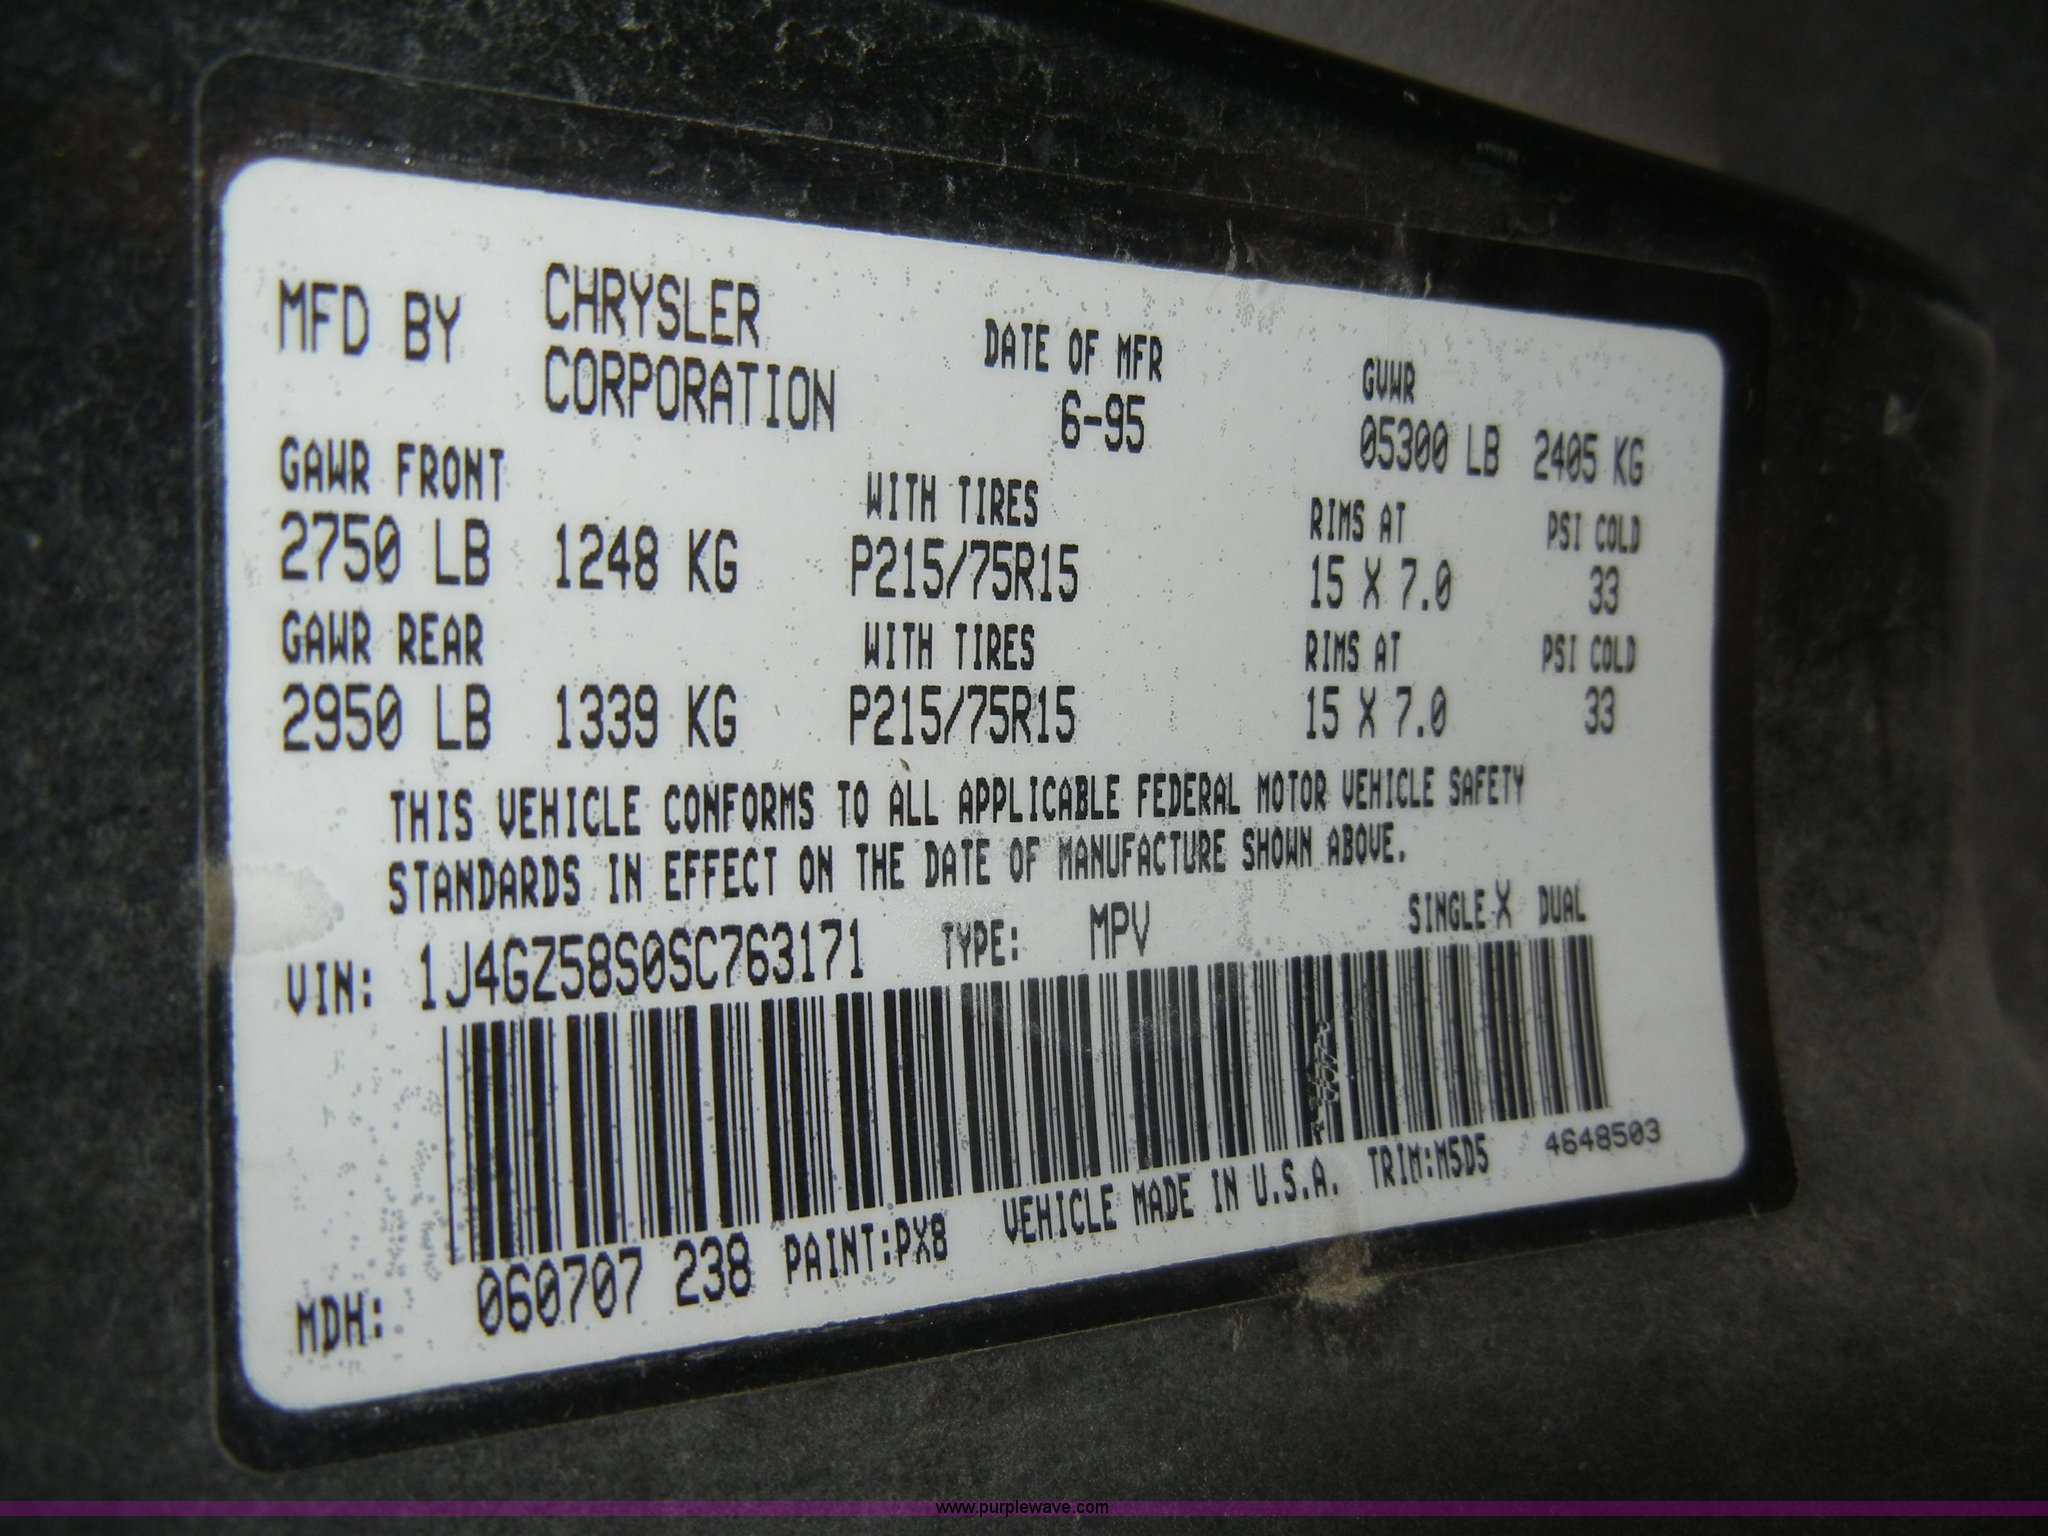 MFD BY CHRYSLER CORPORATION
DATE OF MFR
6-95
GVWR
05300 LB 2405 KG
GAWR FRONT WITH TIRES RIMS AT PSI COLD
2750 LB 1248 KG P215/75R15 15 X 7.0 33
GAWR REAR WITH TIRES RIMS AT PSI COLD
2950 LB 1339 KG P215/75R15 15 X 7.0 33
THIS VEHICLE CONFORMS TO ALL APPLICABLE FEDERAL MOTOR VEHICLE SAFETY
STANDARDS IN EFFECT ON THE DATE OF MANUFACTURE SHOWN ABOVE.
VIN: 1J4GZ58S0SC763171 TYPE: MPV SINGLE X DUAL
MDH: 060707 238 PAINT:PX8 VEHICLE MADE IN U.S.A. TRIM:M5D5 4648503
www.purplewave.com